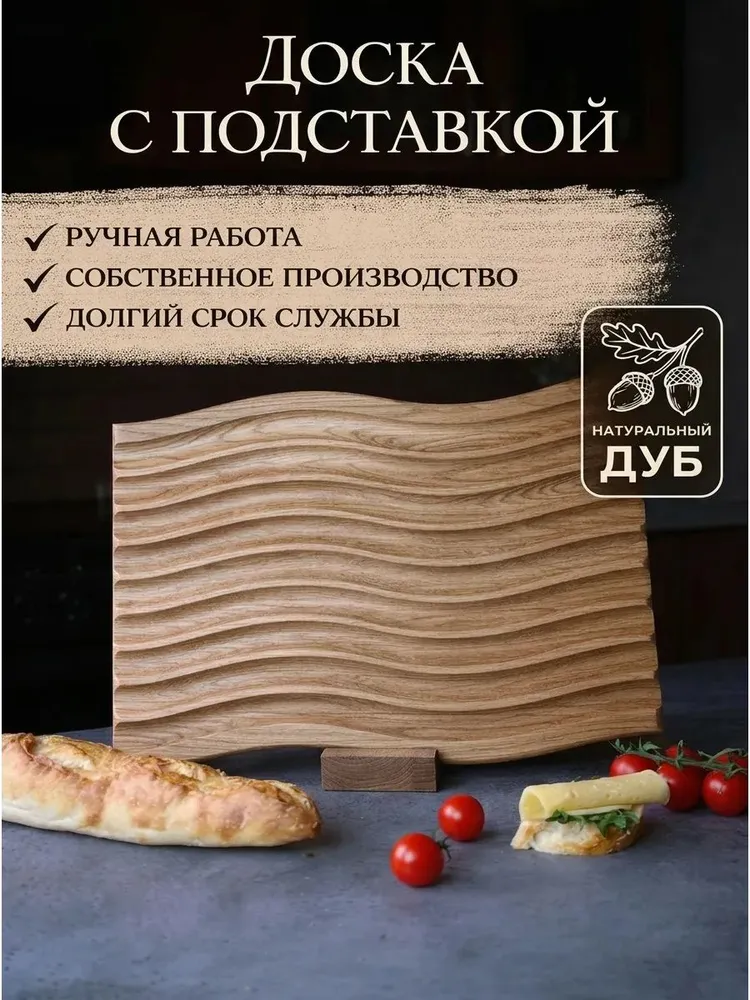 ДОСКА
С ПОДСТАВКОЙ
РУЧНАЯ РАБОТА
СОБСТВЕННОЕ ПРОИЗВОДСТВО
ДОЛГИЙ СРОК СЛУЖБЫ
НАТУРАЛЬНЫЙ
ДУБ